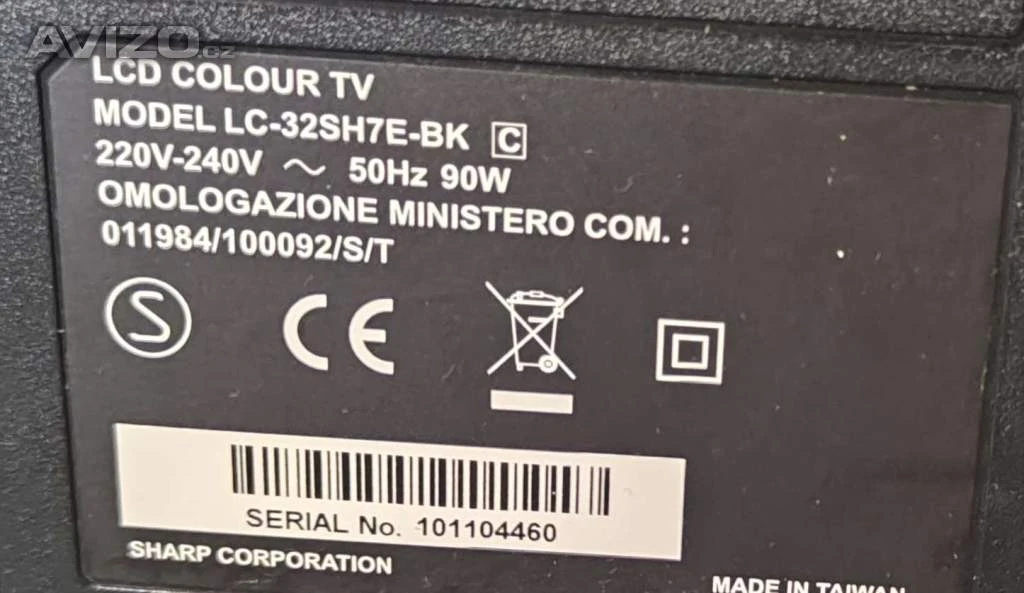 AVIZO.cz
LCD COLOUR TV
MODEL LC-32SH7E-BK C
220V-240V ~ 50Hz 90W
OMOLOGAZIONE MINISTERO COM. :
011984/100092/S/T
S CE
SERIAL No. 101104460
SHARP CORPORATION
MADE IN TAIWAN